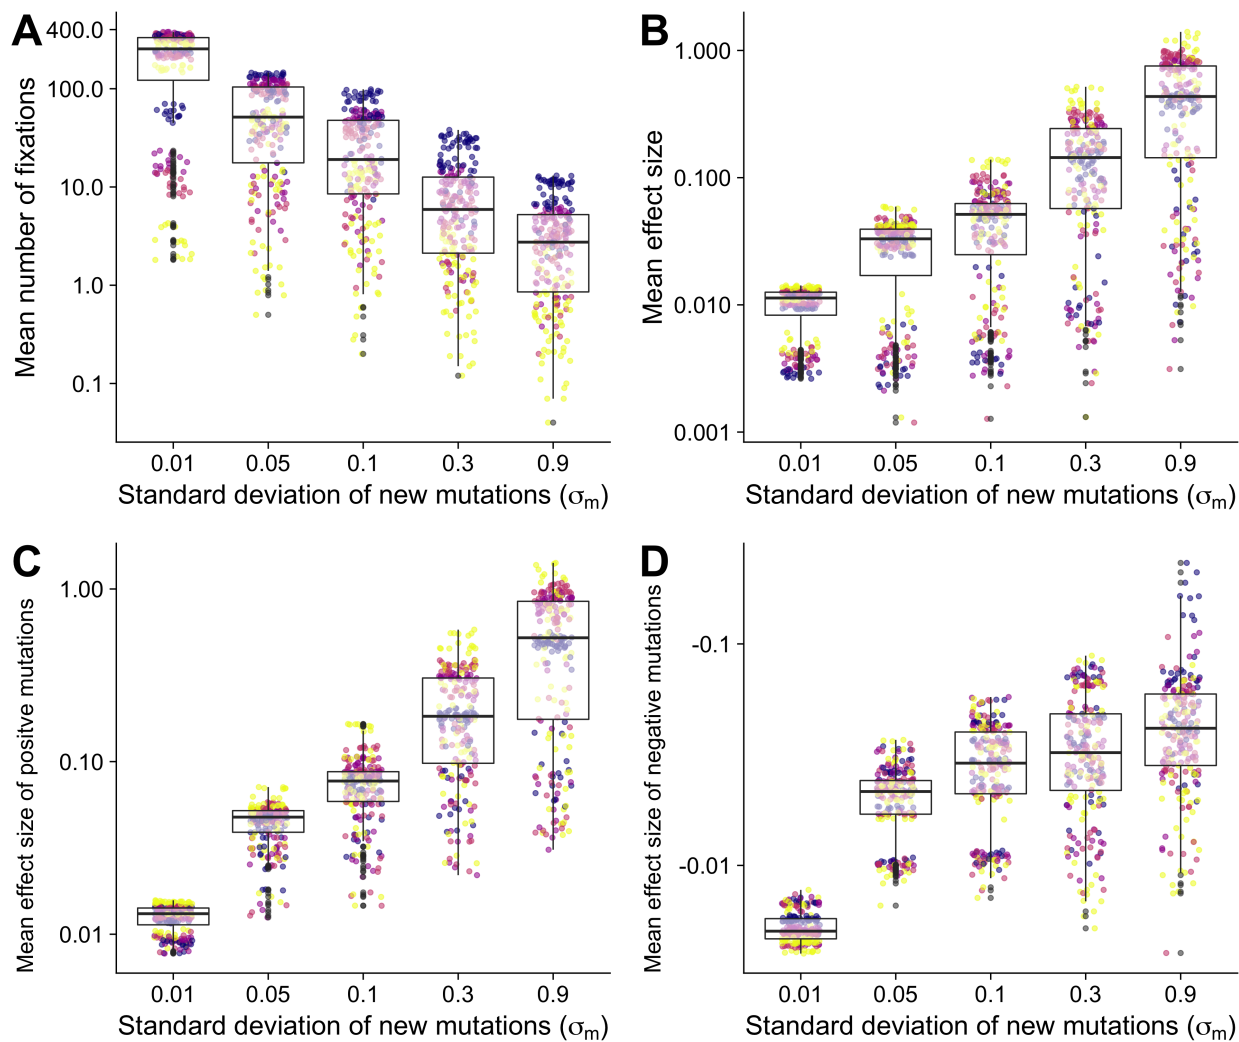 A
Mean number of fixations
400.0
100.0
10.0
1.0
0.1
0.01 0.05 0.1 0.3 0.9
Standard deviation of new mutations (σm)
B
Mean effect size
1.000
0.100
0.010
0.001
0.01 0.05 0.1 0.3 0.9
Standard deviation of new mutations (σm)
C
Mean effect size of positive mutations
1.00
0.10
0.01
0.01 0.05 0.1 0.3 0.9
Standard deviation of new mutations (σm)
D
Mean effect size of negative mutations
-0.1
-0.01
0.01 0.05 0.1 0.3 0.9
Standard deviation of new mutations (σm)